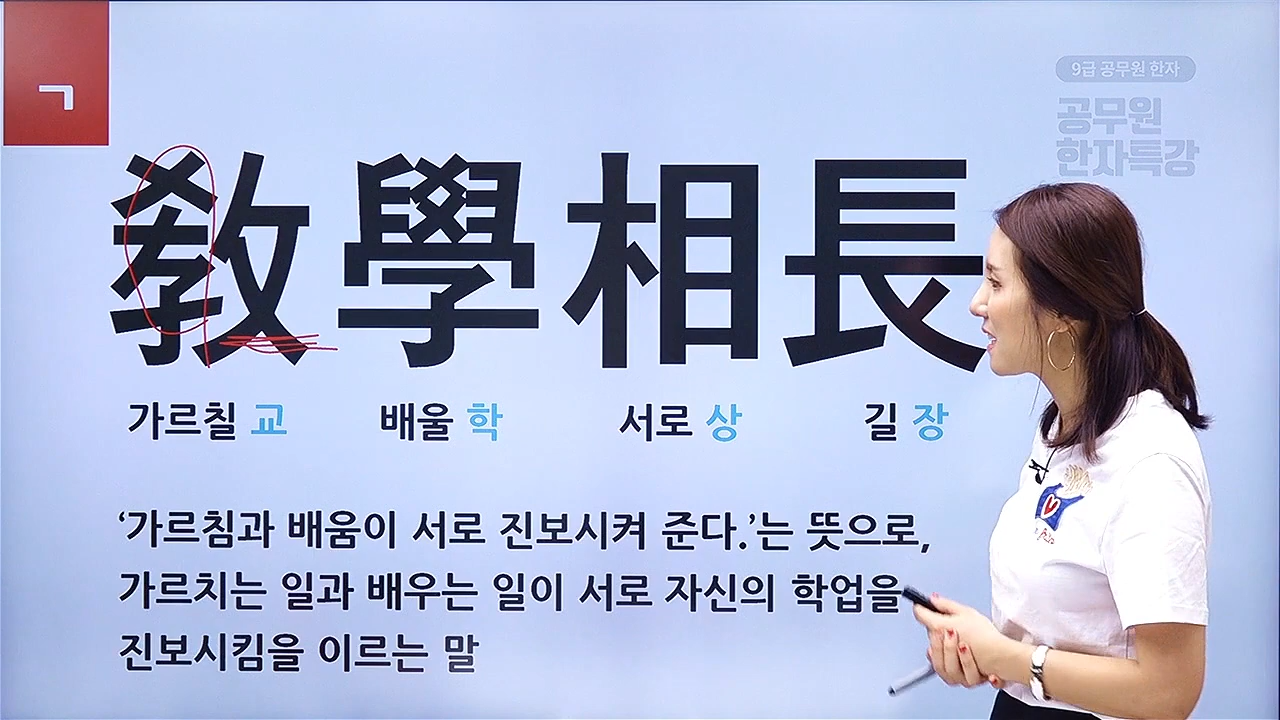 ㄱ
9급 공무원 한자
공무원
한자특강
敎學相長
가르칠 교 배울 학 서로 상 길 장
‘가르침과 배움이 서로 진보시켜 준다.’는 뜻으로,
가르치는 일과 배우는 일이 서로 자신의 학업을
진보시킴을 이르는 말